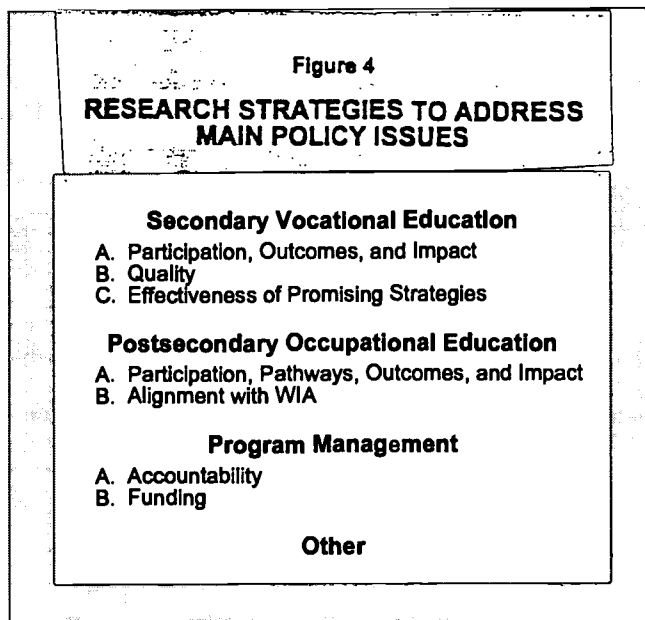 Figure 4
RESEARCH STRATEGIES TO ADDRESS
MAIN POLICY ISSUES
Secondary Vocational Education
A. Participation, Outcomes, and Impact
B. Quality
C. Effectiveness of Promising Strategies
Postsecondary Occupational Education
A. Participation, Pathways, Outcomes, and Impact
B. Alignment with WIA
Program Management
A. Accountability
B. Funding
Other